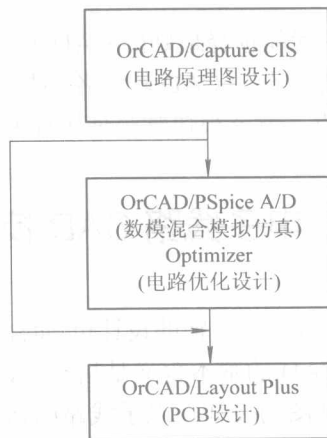 OrCAD/Capture CIS
(电路原理图设计)
OrCAD/PSpice A/D
(数模混合模拟仿真)
Optimizer
(电路优化设计)
OrCAD/Layout Plus
(PCB设计)